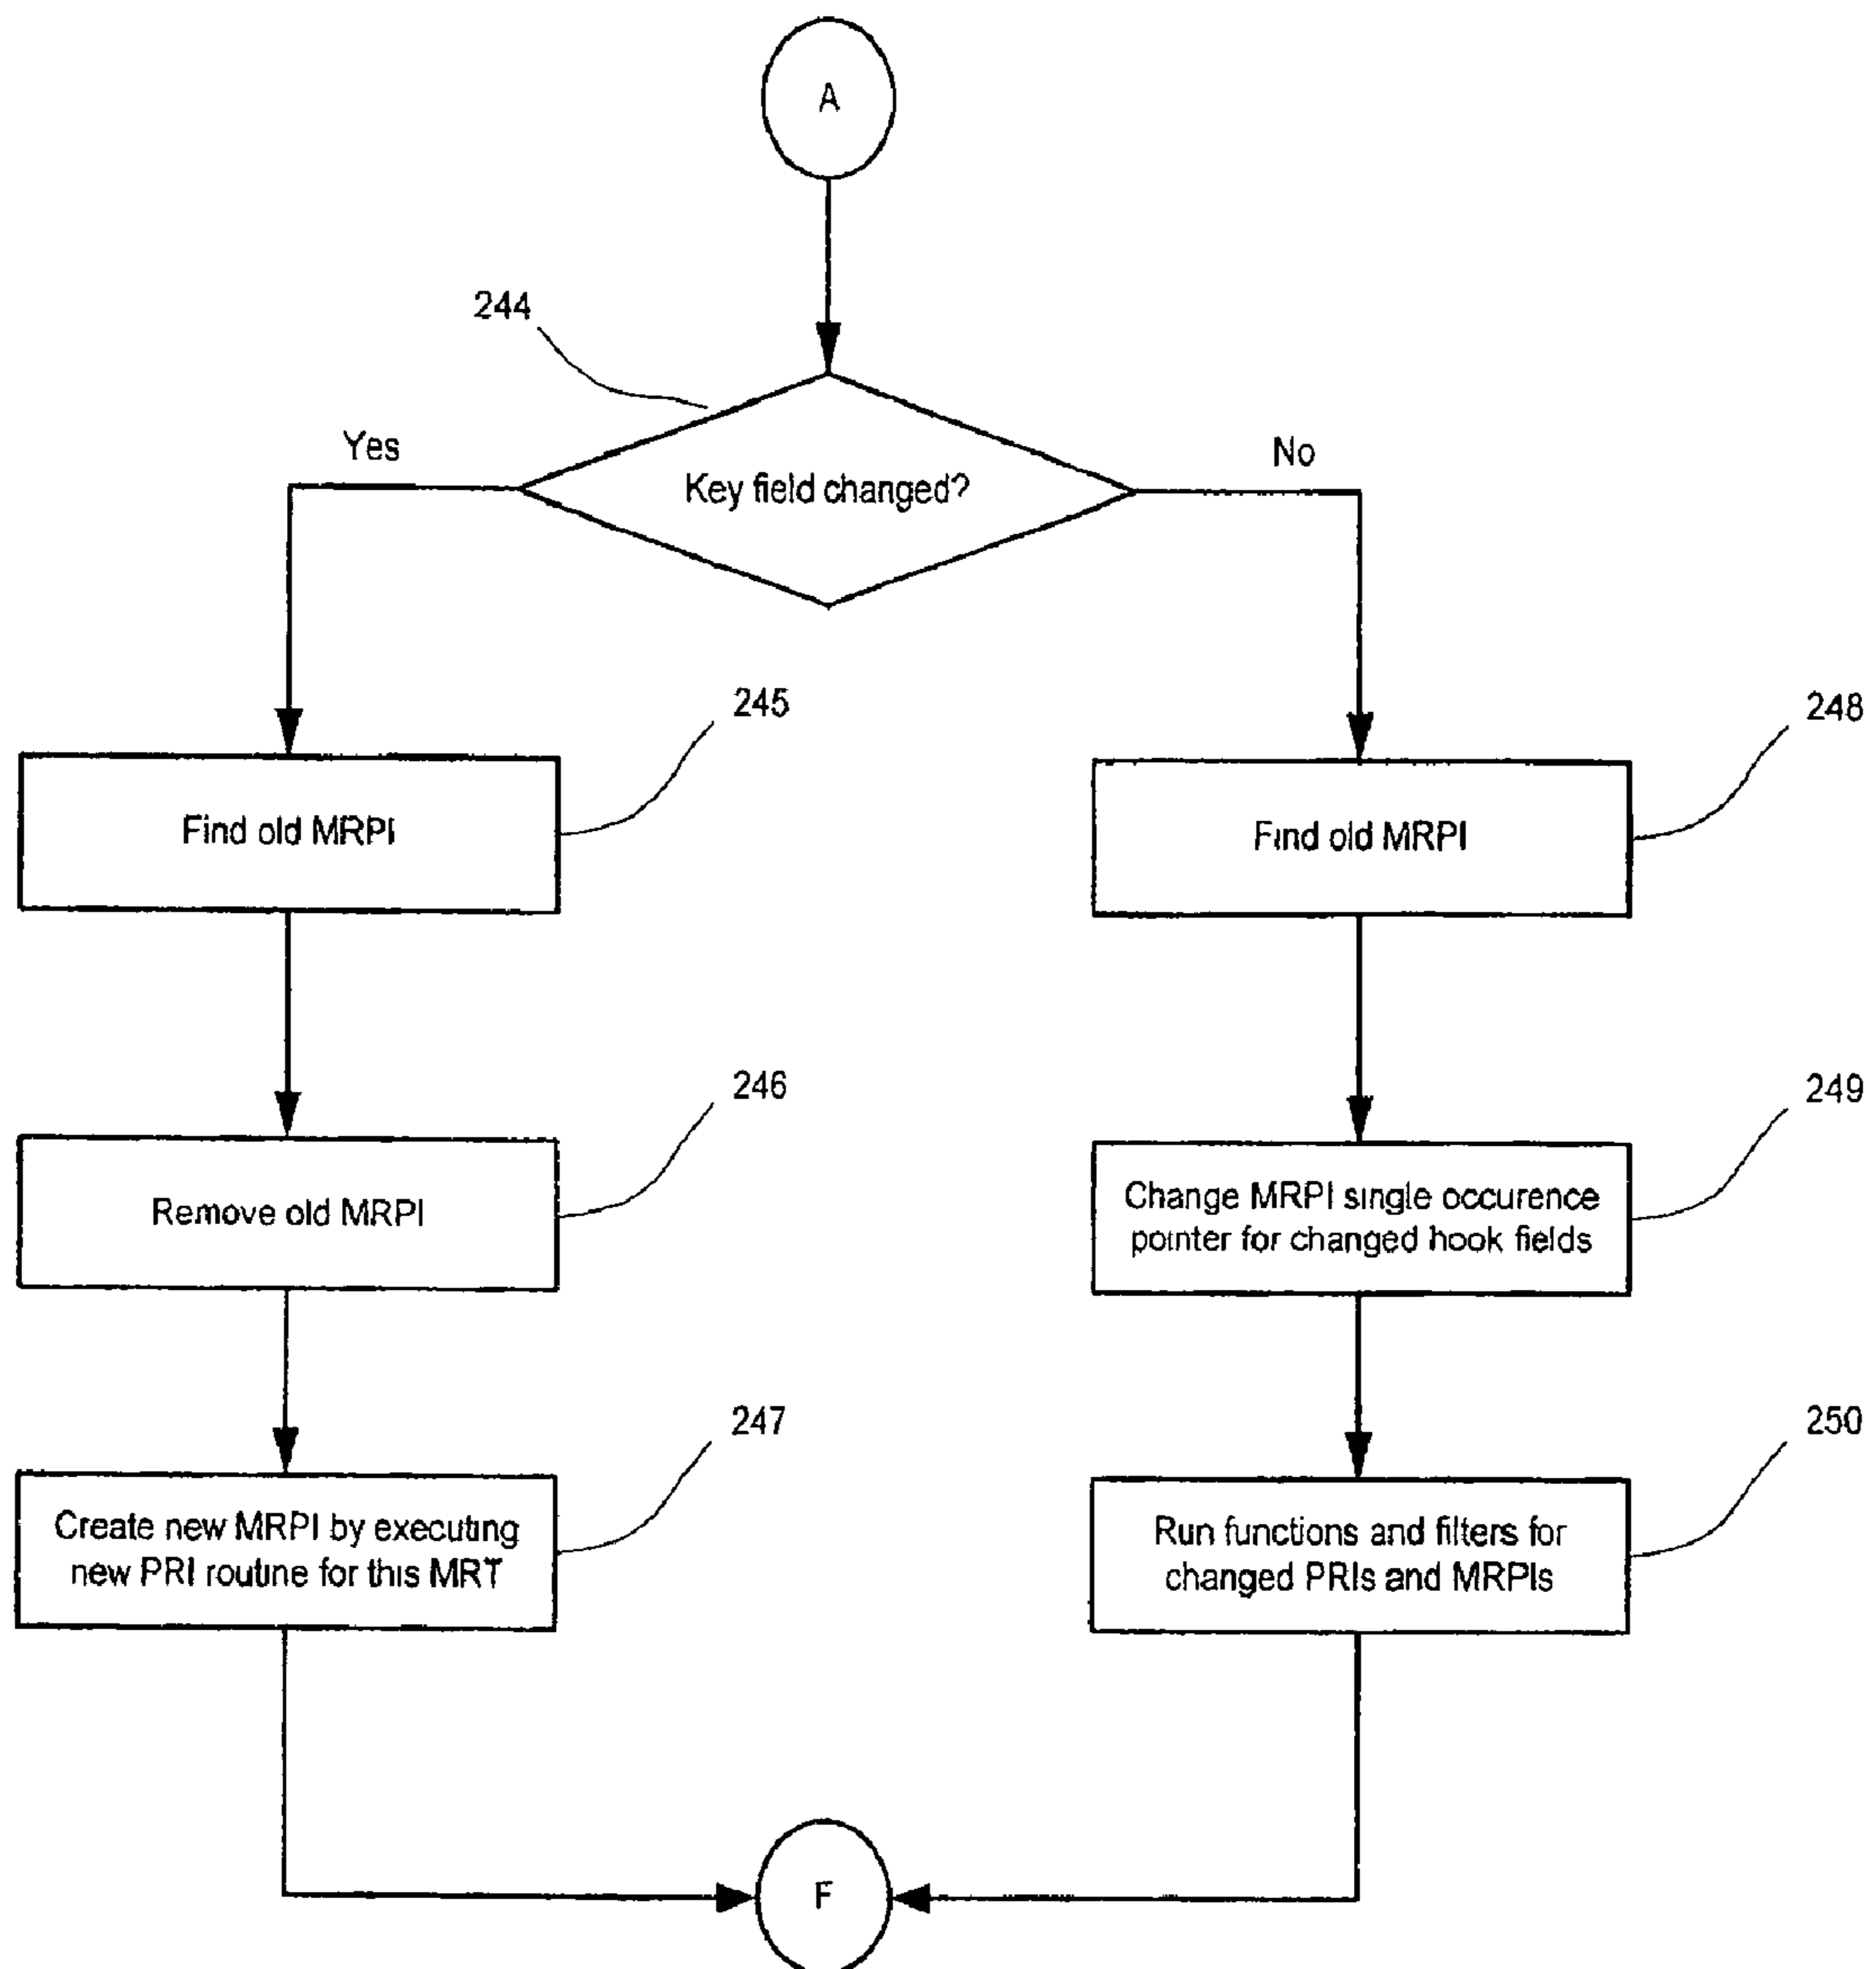 A
244
Yes
No
Key field changed?
245
248
Find old MRPI
Find old MRPI
246
249
Remove old MRPI
Change MRPI single occurence
pointer for changed hook fields
247
250
Create new MRPI by executing
new PRI routine for this MRT
Run functions and filters for
changed PRIs and MRPIs
F